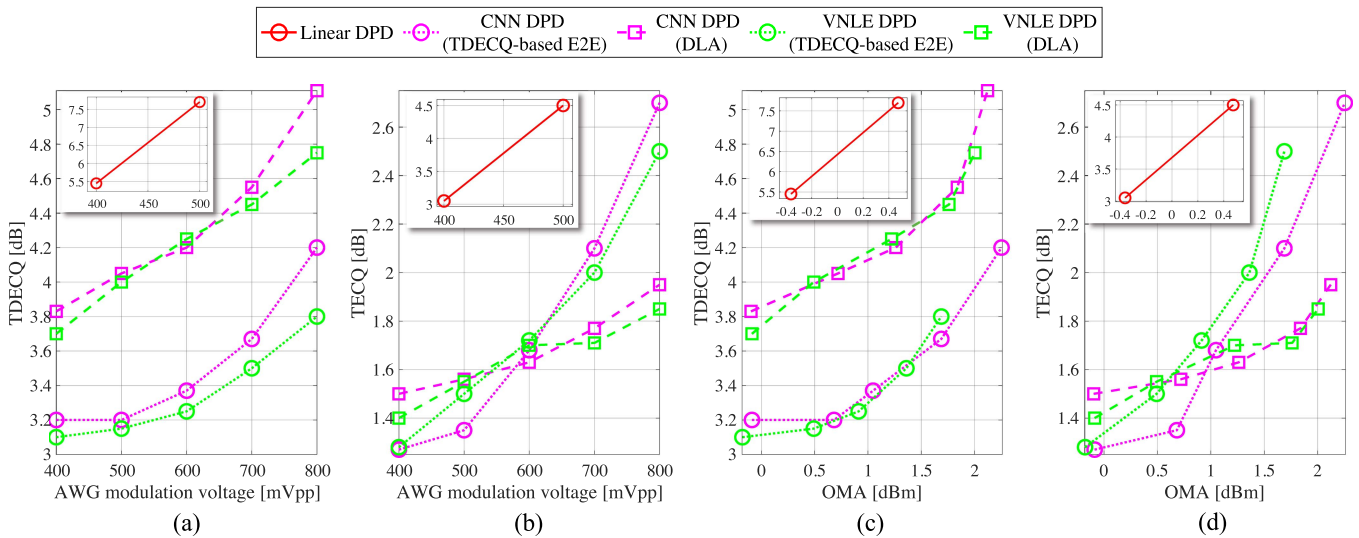 Linear DPD
CNN DPD
(TDECQ-based E2E)
CNN DPD
(DLA)
VNLE DPD
(TDECQ-based E2E)
VNLE DPD
(DLA)
TDECQ [dB]
5
4.8
4.6
4.4
4.2
4
3.8
3.6
3.4
3.2
3
400 500 600 700 800
AWG modulation voltage [mVpp]
7.5
7
6.5
6
5.5
400 450 500
(a)
TECQ [dB]
2.6
2.4
2.2
2
1.8
1.6
1.4
400 500 600 700 800
AWG modulation voltage [mVpp]
4.5
4
3.5
3
400 450 500
(b)
TDECQ [dB]
5
4.8
4.6
4.4
4.2
4
3.8
3.6
3.4
3.2
3
0 0.5 1 1.5 2
OMA [dBm]
7.5
7
6.5
6
5.5
-0.4 -0.2 0 0.2 0.4
(c)
TECQ [dB]
2.6
2.4
2.2
2
1.8
1.6
1.4
0 0.5 1 1.5 2
OMA [dBm]
4.5
4
3.5
3
-0.4 -0.2 0 0.2 0.4
(d)